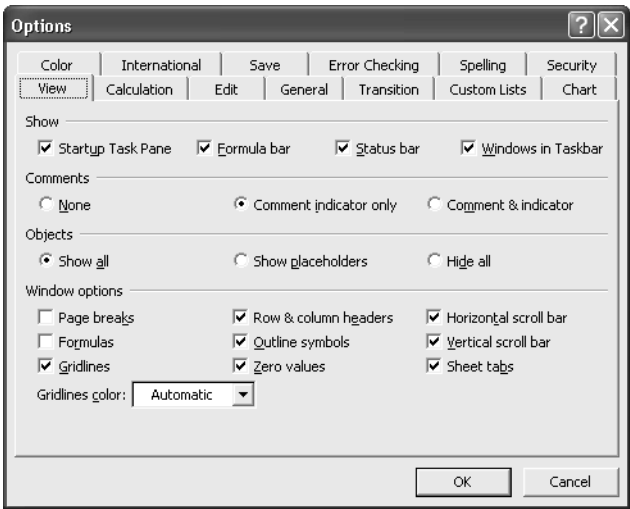 Options
Color International Save Error Checking Spelling Security
View Calculation Edit General Transition Custom Lists Chart
Show
Startup Task Pane Formula bar Status bar Windows in Taskbar
Comments
None Comment indicator only Comment & indicator
Objects
Show all Show placeholders Hide all
Window options
Page breaks Row & column headers Horizontal scroll bar
Formulas Outline symbols Vertical scroll bar
Gridlines Zero values Sheet tabs
Gridlines color: Automatic
OK Cancel